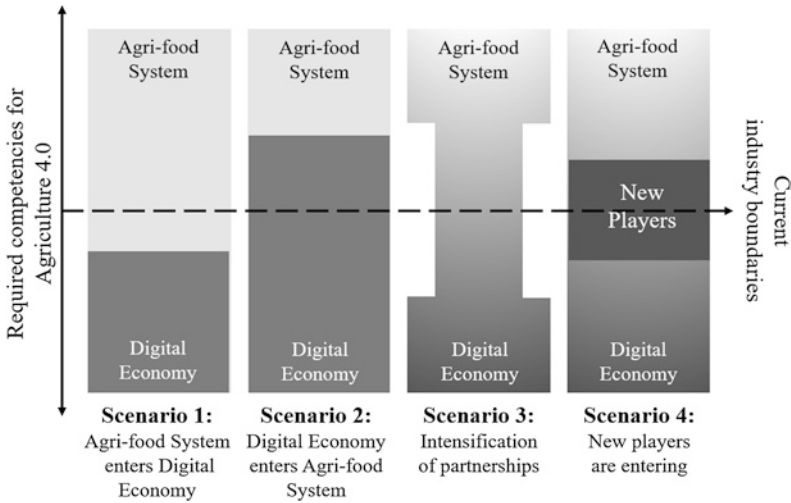 Required competencies for
Agriculture 4.0
Agri-food
System
Digital
Economy
Agri-food
System
Digital
Economy
Agri-food
System
Digital
Economy
Agri-food
System
New
Players
Digital
Economy
Current
industry boundaries
Scenario 1:
Agri-food System
enters Digital
Economy
Scenario 2:
Digital Economy
enters Agri-food
System
Scenario 3:
Intensification
of partnerships
Scenario 4:
New players
are entering